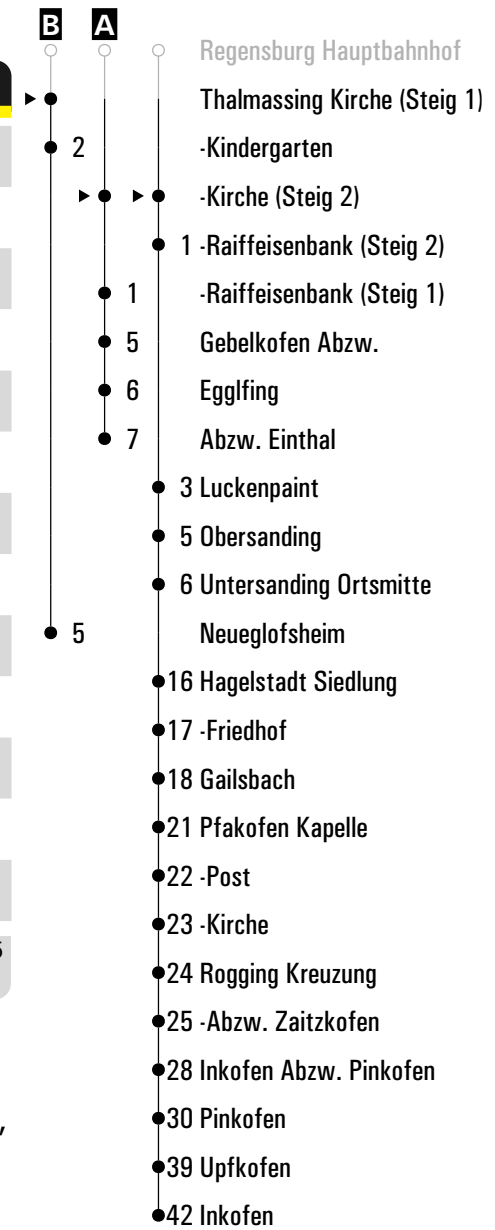 B A
Regensburg Hauptbahnhof
Thalmassing Kirche (Steig 1)
2 -Kindergarten
-Kirche (Steig 2)
1 -Raiffeisenbank (Steig 2)
1 -Raiffeisenbank (Steig 1)
5 Gebelkofen Abzw.
6 Egglfing
7 Abzw. Einthal
3 Luckenpaint
5 Obersanding
6 Untersanding Ortsmitte
5 Neueglofsheim
16 Hagelstadt Siedlung
17 -Friedhof
18 Gailsbach
21 Pfakofen Kapelle
22 -Post
23 -Kirche
24 Rogging Kreuzung
25 -Abzw. Zaitzkofen
28 Inkofen Abzw. Pinkofen
30 Pinkofen
39 Upfkofen
42 Inkofen